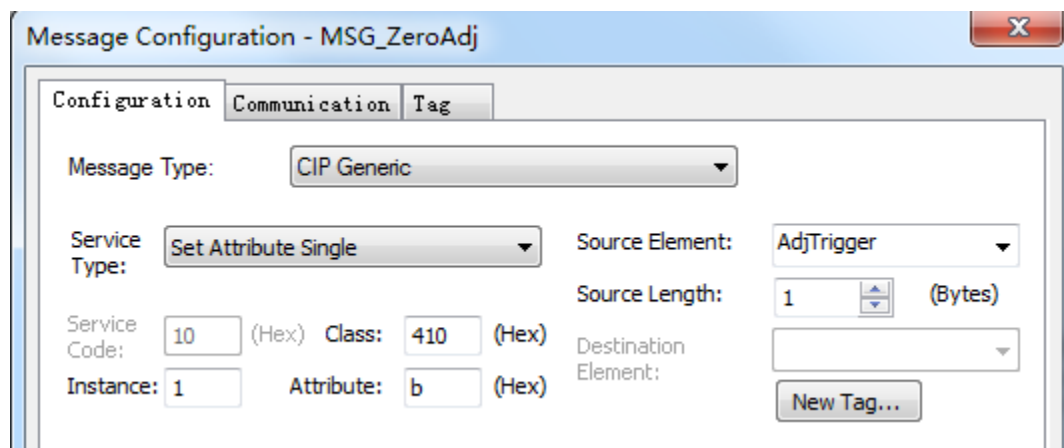 Message Configuration - MSG_ZeroAdj
x
Configuration Communication Tag
Message Type: CIP Generic
Service Type: Set Attribute Single
Source Element: AdjTrigger
Source Length: 1 (Bytes)
Service Code: 10 (Hex) Class: 410 (Hex)
Destination Element:
Instance: 1 Attribute: b (Hex)
New Tag...